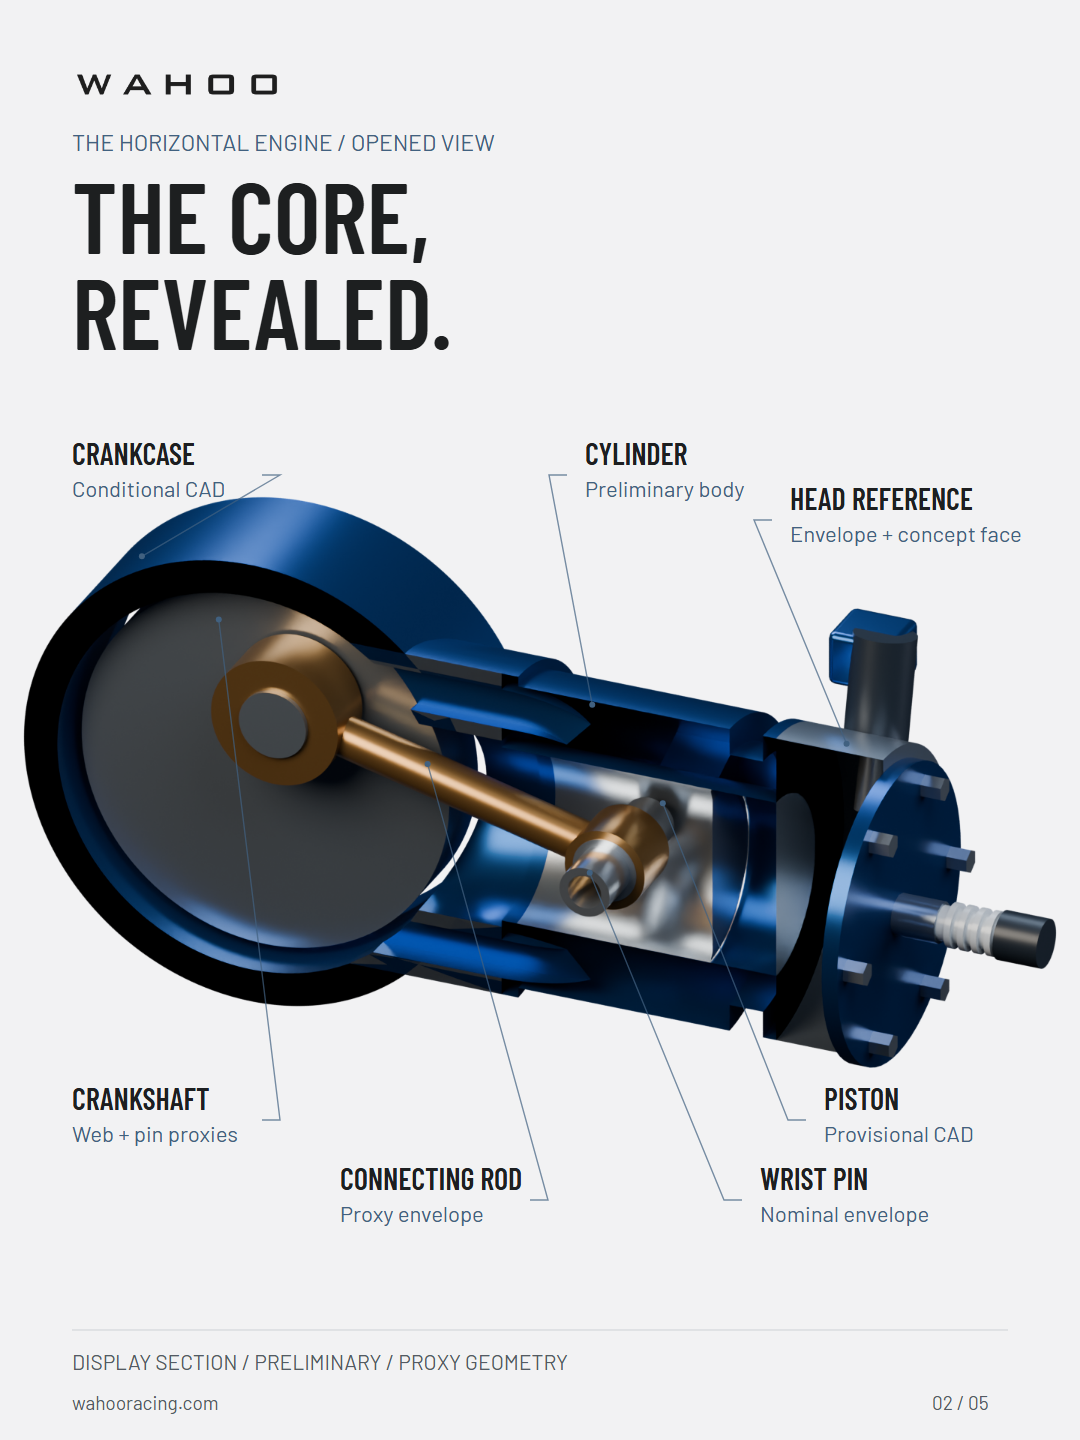 WAHOO
THE HORIZONTAL ENGINE / OPENED VIEW
THE CORE,
REVEALED.
CRANKCASE
Conditional CAD
CYLINDER
Preliminary body
HEAD REFERENCE
Envelope + concept face
CRANKSHAFT
Web + pin proxies
PISTON
Provisional CAD
CONNECTING ROD
Proxy envelope
WRIST PIN
Nominal envelope
DISPLAY SECTION / PRELIMINARY / PROXY GEOMETRY
wahooracing.com
02 / 05